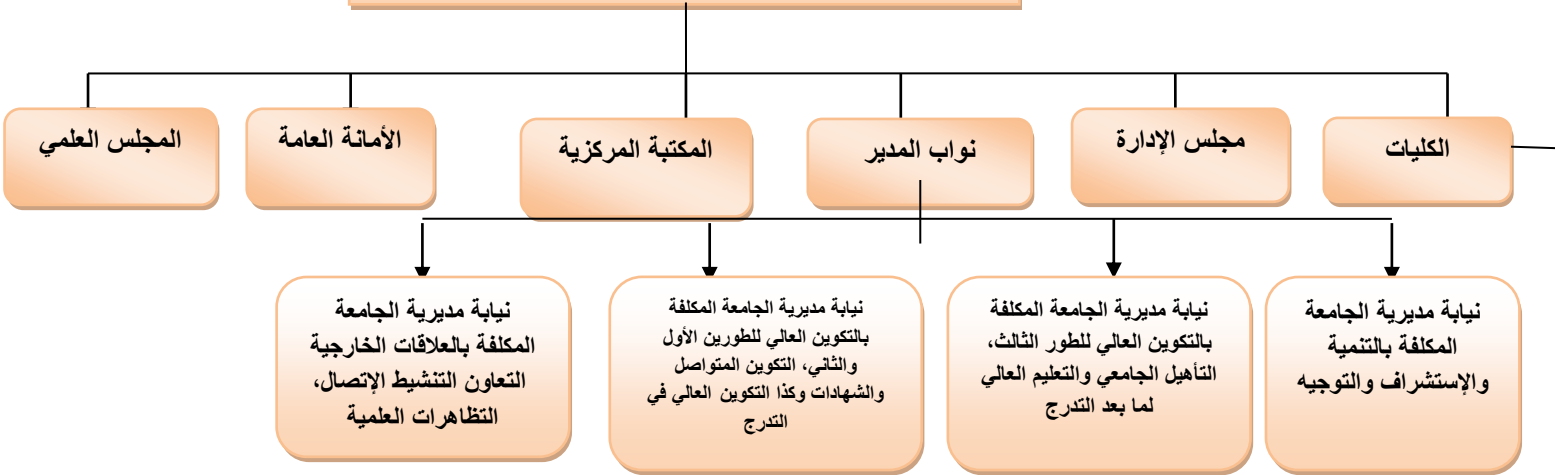 الكليات
مجلس الإدارة
نواب المدير
المكتبة المركزية
الأمانة العامة
المجلس العلمي
نيابة مديرية الجامعة
المكلفة بالتنمية
والإستشراف والتوجيه
نيابة مديرية الجامعة المكلفة
بالتكوين العالي للطور الثالث،
التأهيل الجامعي والتعليم العالي
لما بعد التدرج
نيابة مديرية الجامعة المكلفة
بالتكوين العالي للطورين الأول
والثاني، التكوين المتواصل
والشهادات وكذا التكوين العالي في
التدرج
نيابة مديرية الجامعة
المكلفة بالعلاقات الخارجية
التعاون التنشيط الإتصال،
التظاهرات العلمية